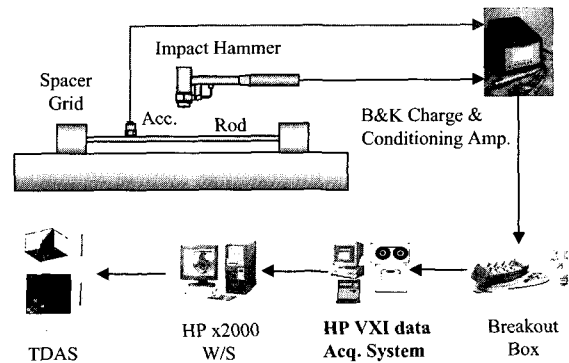 Impact Hammer
Spacer
Grid
Acc.
Rod
B&K Charge &
Conditioning Amp.
TDAS
HP x2000
W/S
HP VXI data
Acq. System
Breakout
Box